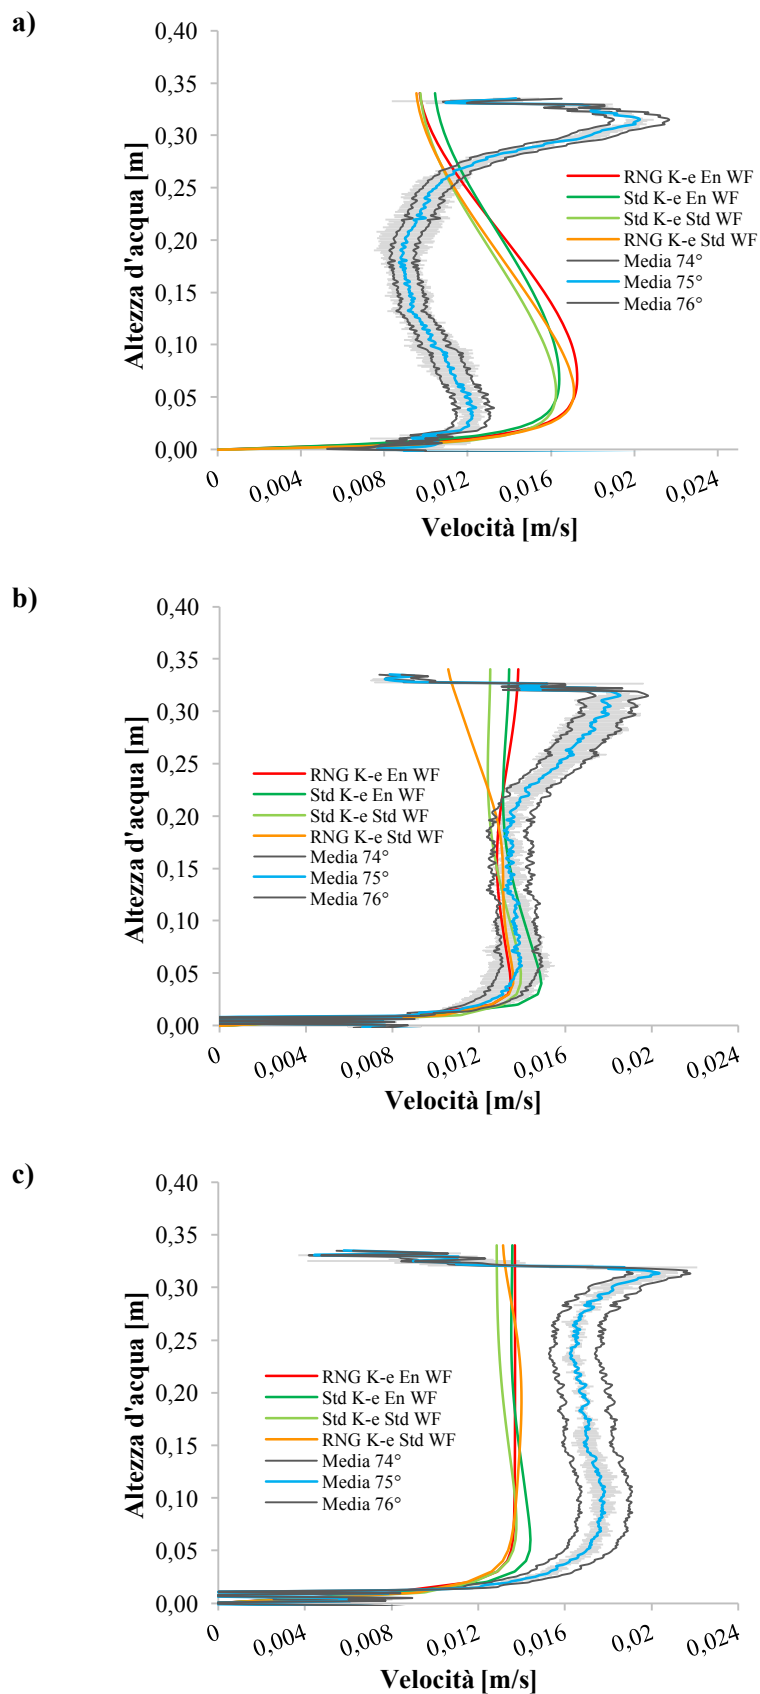 a)
0,40
0,35
0,30
0,25
0,20
0,15
0,10
0,05
0,00
Altezza d'acqua [m]
RNG K-e En WF
Std K-e En WF
Std K-e Std WF
RNG K-e Std WF
Media 74°
Media 75°
Media 76°
0 0,004 0,008 0,012 0,016 0,02 0,024
Velocità [m/s]
b)
0,40
0,35
0,30
0,25
0,20
0,15
0,10
0,05
0,00
Altezza d'acqua [m]
RNG K-e En WF
Std K-e En WF
Std K-e Std WF
RNG K-e Std WF
Media 74°
Media 75°
Media 76°
0 0,004 0,008 0,012 0,016 0,02 0,024
Velocità [m/s]
c)
0,40
0,35
0,30
0,25
0,20
0,15
0,10
0,05
0,00
Altezza d'acqua [m]
RNG K-e En WF
Std K-e En WF
Std K-e Std WF
RNG K-e Std WF
Media 74°
Media 75°
Media 76°
0 0,004 0,008 0,012 0,016 0,02 0,024
Velocità [m/s]